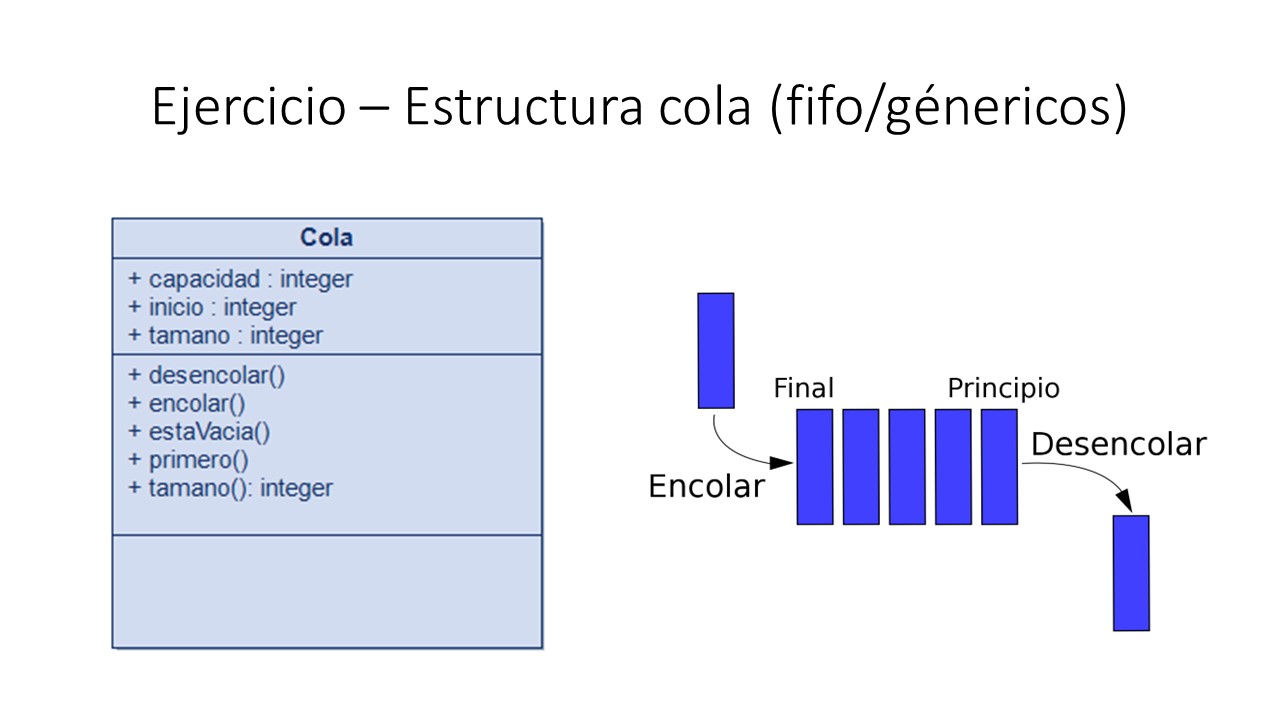 Ejercicio – Estructura cola (fifo/génericos)
Cola
+ capacidad : integer
+ inicio : integer
+ tamano : integer
+ desencolar()
+ encolar()
+ estaVacia()
+ primero()
+ tamano(): integer
Final
Principio
Desencolar
Encolar